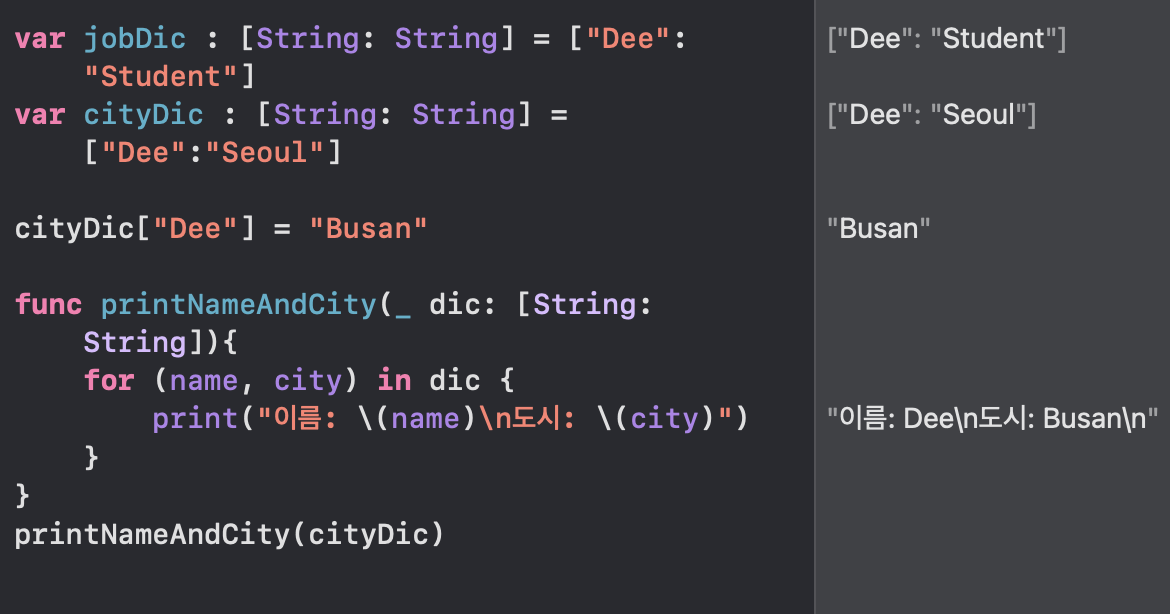 var jobDic : [String: String] = ["Dee":
"Student"]
var cityDic : [String: String] =
["Dee":"Seoul"]
cityDic["Dee"] = "Busan"
func printNameAndCity(_ dic: [String:
String]){
for (name, city) in dic {
print("이름: \(name)\n도시: \(city)")
}
}
printNameAndCity(cityDic)
["Dee": "Student"]
["Dee": "Seoul"]
"Busan"
"이름: Dee\n도시: Busan\n"